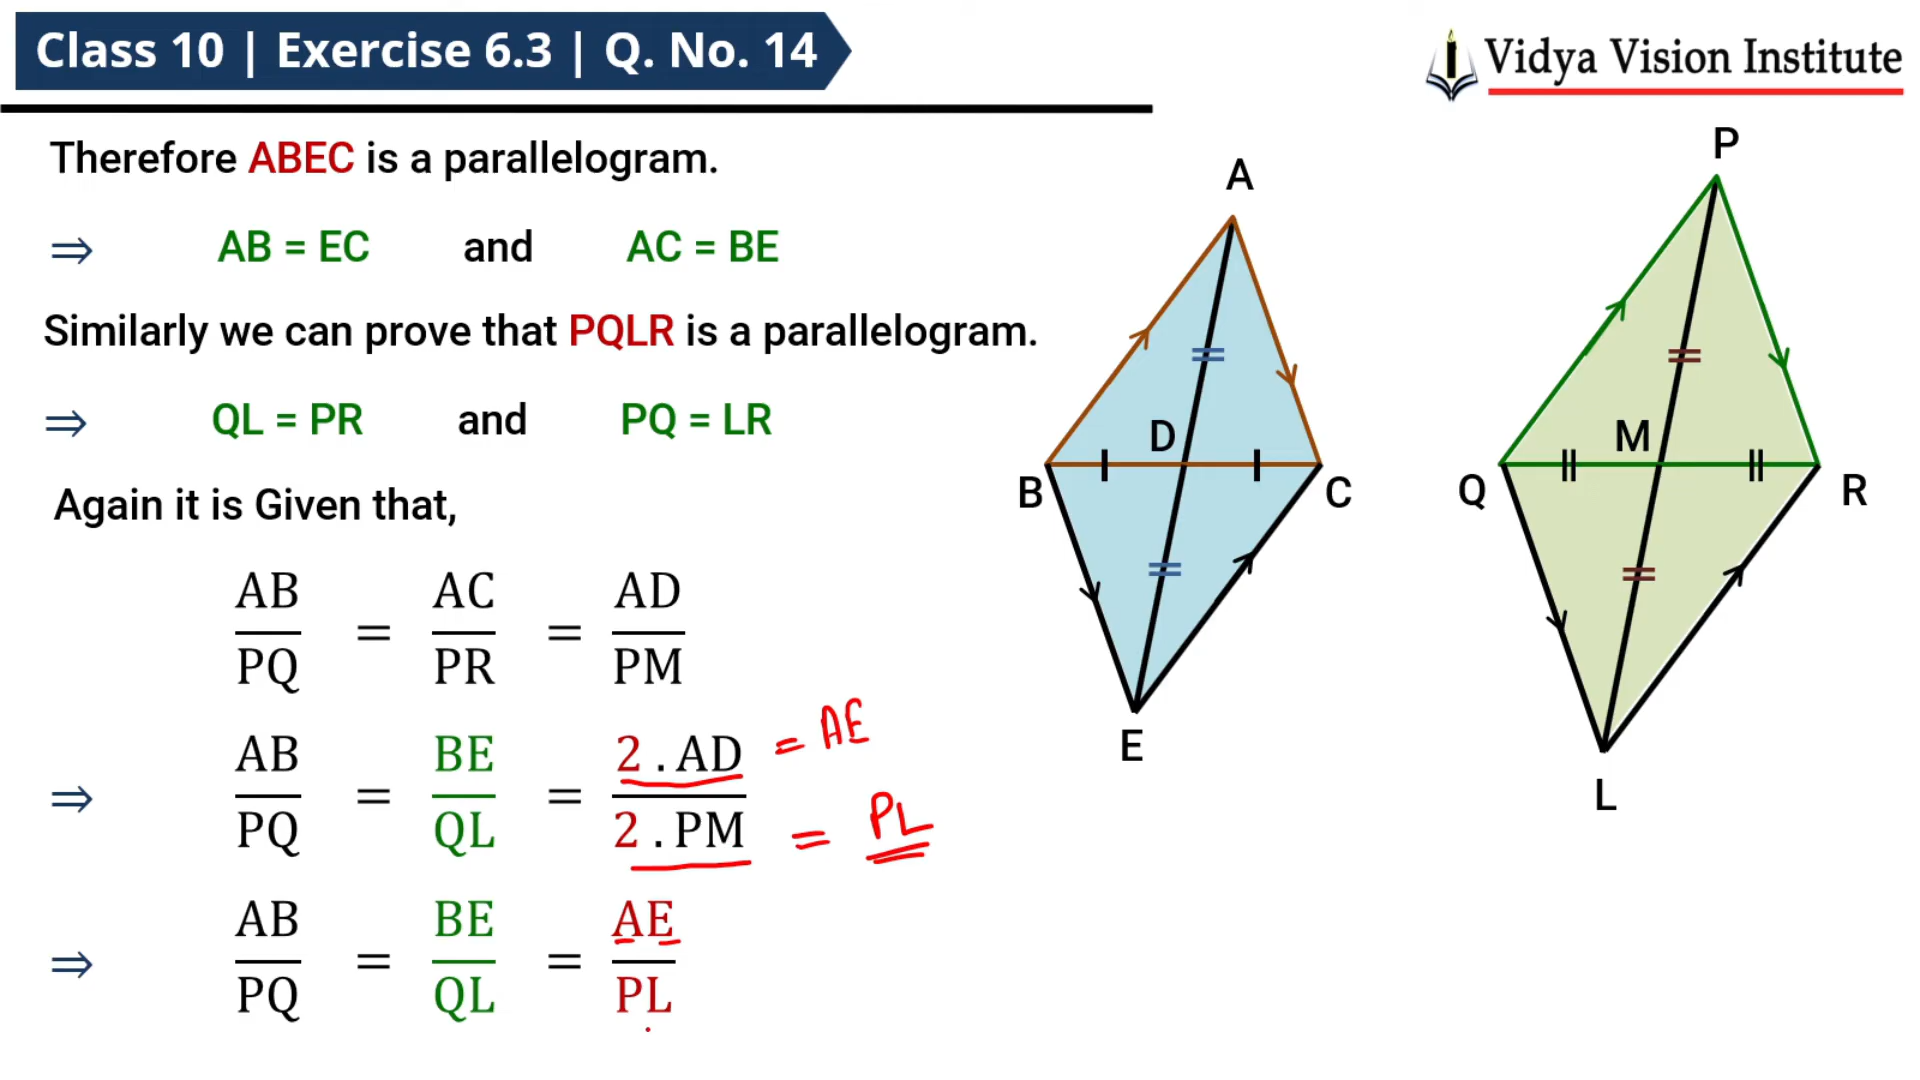 Class 10 | Exercise 6.3 | Q. No. 14
Vidya Vision Institute
Therefore ABEC is a parallelogram.
⇒ AB = EC and AC = BE
Similarly we can prove that PQLR is a parallelogram.
⇒ QL = PR and PQ = LR
Again it is Given that,
AB/PQ = AC/PR = AD/PM
⇒ AB/PQ = BE/QL = 2 . AD/2 . PM
= AE
= PL
⇒ AB/PQ = BE/QL = AE/PL
A
B
D
C
E
P
Q
M
R
L